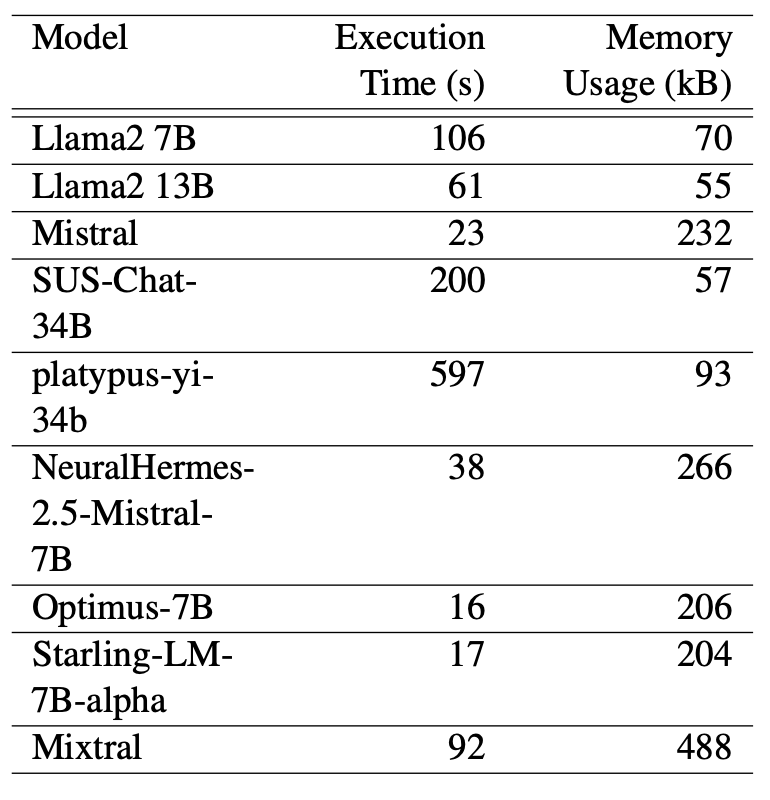 Model Execution Memory
Time (s) Usage (kB)
Llama2 7B 106 70
Llama2 13B 61 55
Mistral 23 232
SUS-Chat- 200 57
34B
platypus-yi- 597 93
34b
NeuralHermes- 38 266
2.5-Mistral-
7B
Optimus-7B 16 206
Starling-LM- 17 204
7B-alpha
Mixtral 92 488